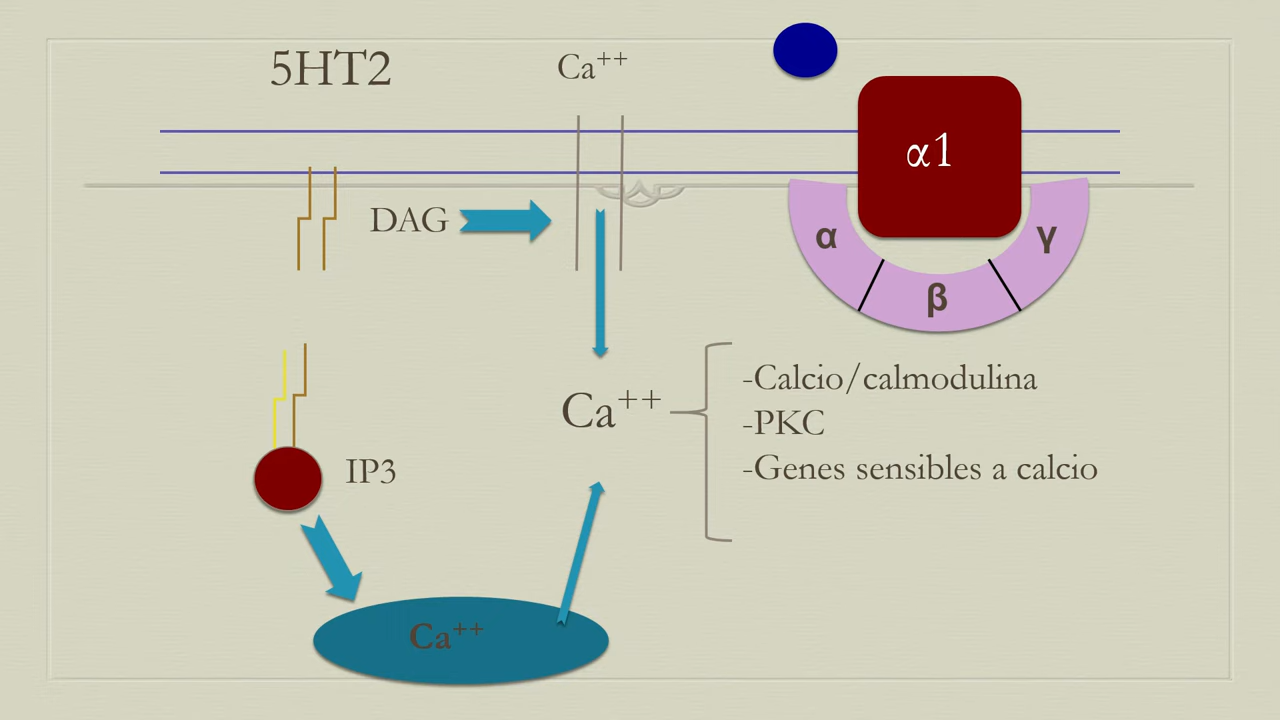 5HT2
Ca⁺⁺
α1
DAG
α
β
γ
Ca⁺⁺
-Calcio/calmodulina
-PKC
-Genes sensibles a calcio
IP3
Ca⁺⁺